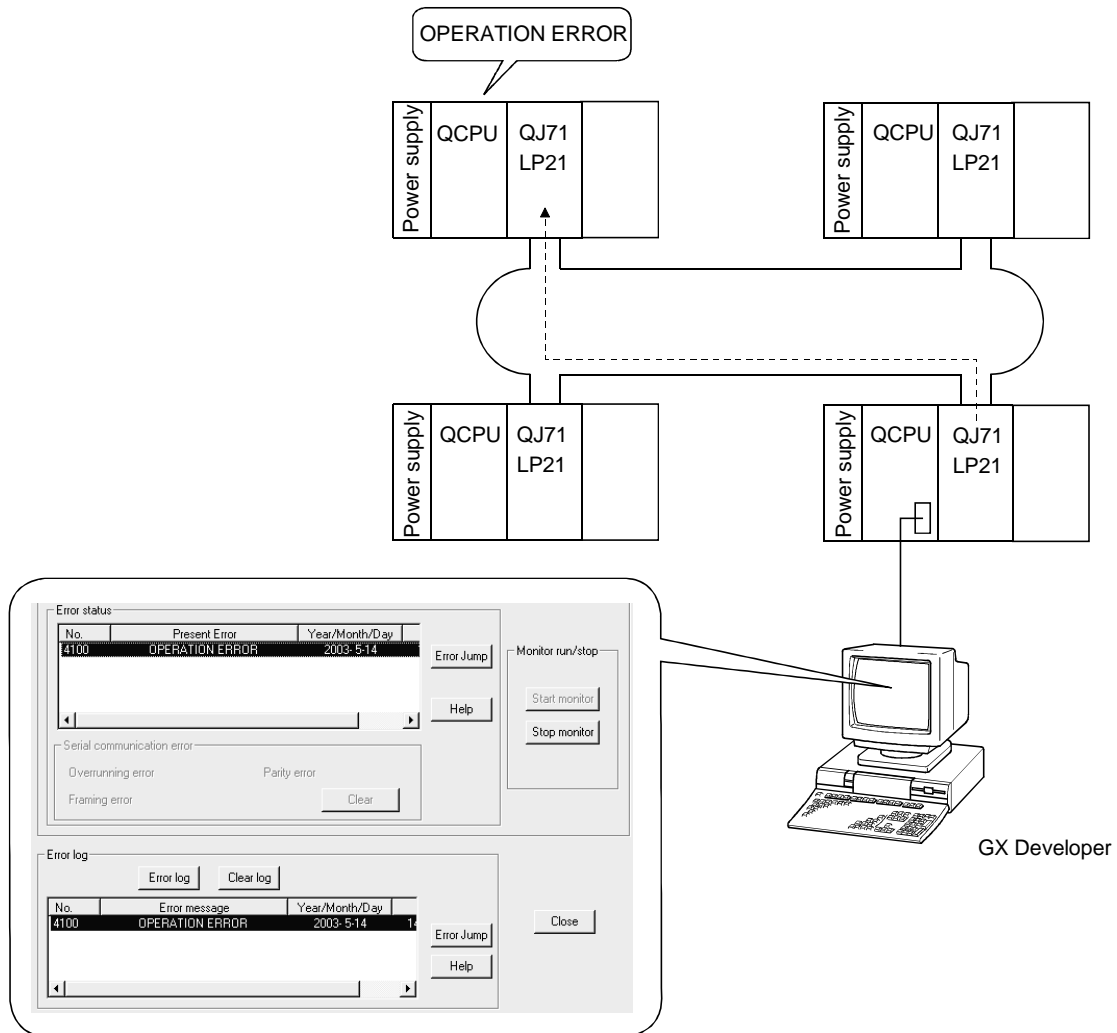 OPERATION ERROR
Power supply
QCPU
QJ71
LP21
Power supply
QCPU
QJ71
LP21
Power supply
QCPU
QJ71
LP21
Power supply
QCPU
QJ71
LP21
Error status
No. Present Error Year/Month/Day
4100 OPERATION ERROR 2003- 5-14
Error Jump
Help
Monitor run/stop
Start monitor
Stop monitor
Serial communication error
Overrunning error Parity error
Framing error Clear
GX Developer
Error log
Error log Clear log
No. Error message Year/Month/Day
4100 OPERATION ERROR 2003- 5-14 14
Error Jump
Help
Close